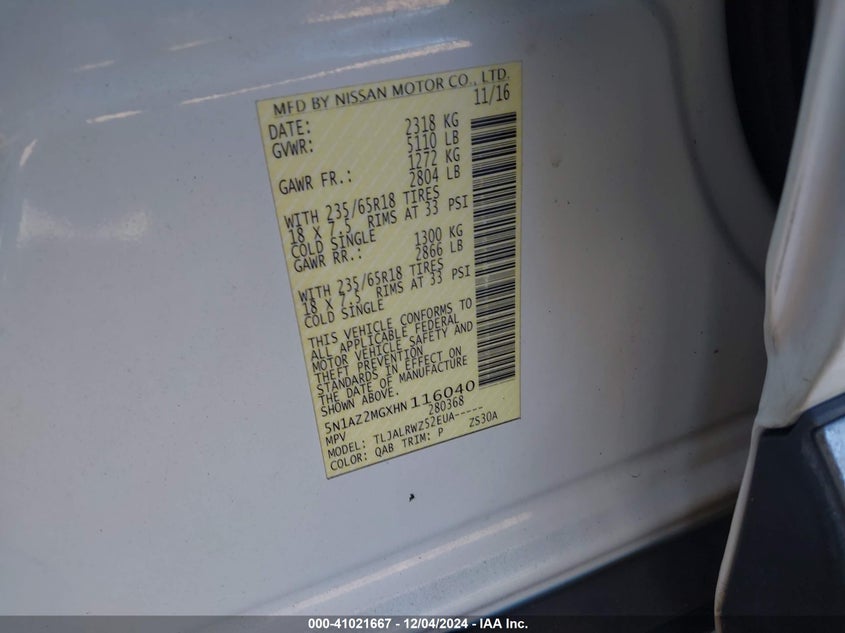 MFD BY NISSAN MOTOR CO., LTD.
DATE: 11/16
GVWR: 2318 KG
5110 LB
GAWR FR.: 1272 KG
2804 LB
WITH 235/65R18 TIRES
18 X 7.5 RIMS AT 33 PSI
COLD SINGLE
GAWR RR.: 1300 KG
2866 LB
WITH 235/65R18 TIRES
18 X 7.5 RIMS AT 33 PSI
COLD SINGLE
THIS VEHICLE CONFORMS TO
ALL APPLICABLE FEDERAL
MOTOR VEHICLE SAFETY AND
THEFT PREVENTION
STANDARDS IN EFFECT ON
THE DATE OF MANUFACTURE
SHOWN ABOVE.
5N1AZ2MGXHN116040
MPV 280368
MODEL: TLJALRWZ52EUA-----
COLOR: QAB TRIM: P ZS30A
000-41021667 - 12/04/2024 - IAA Inc.